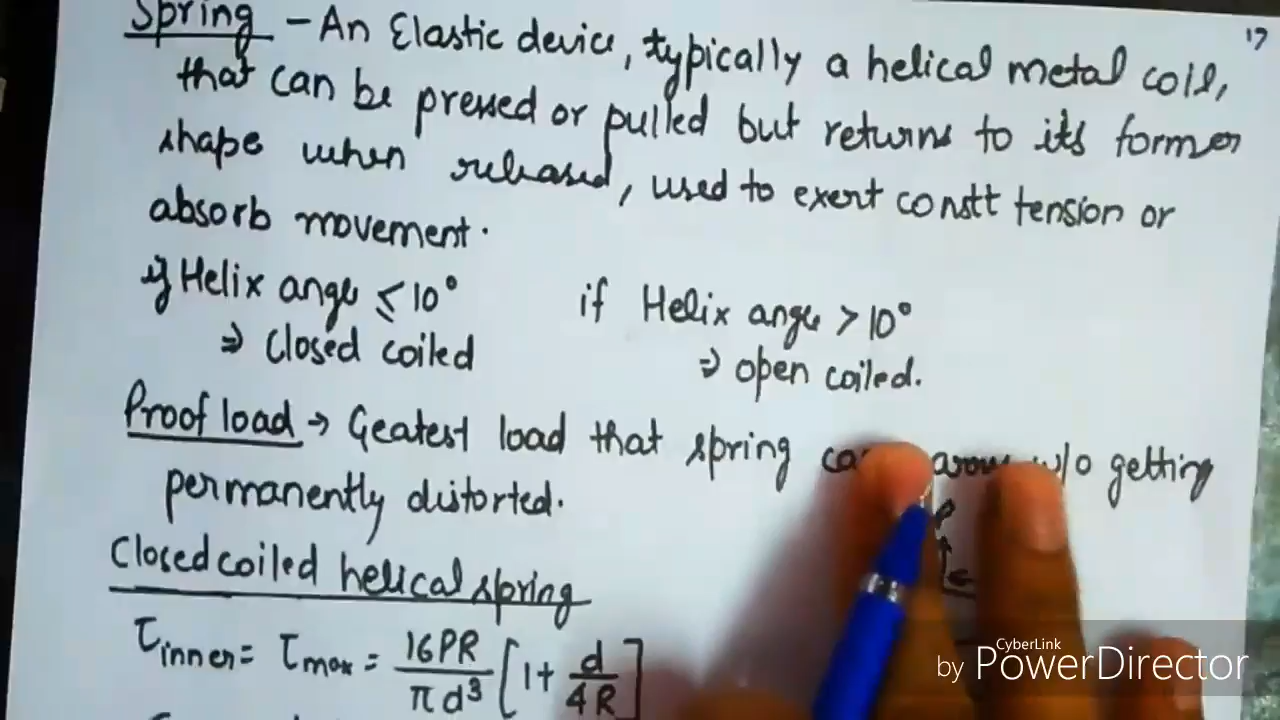 17
Spring - An Elastic device, typically a helical metal coil,
that can be pressed or pulled but returns to its former
shape when released, used to exert constt tension or
absorb movement.
if Helix angle ≤ 10° if Helix angle > 10°
⇒ Closed coiled ⇒ open coiled.
Proof load → Geatest load that spring w/o getting
permanently distorted.
P
Closed coiled helical spring
τinner = τmax = 16PR/πd³ [1 + d/4R]
CyberLink
by PowerDirector